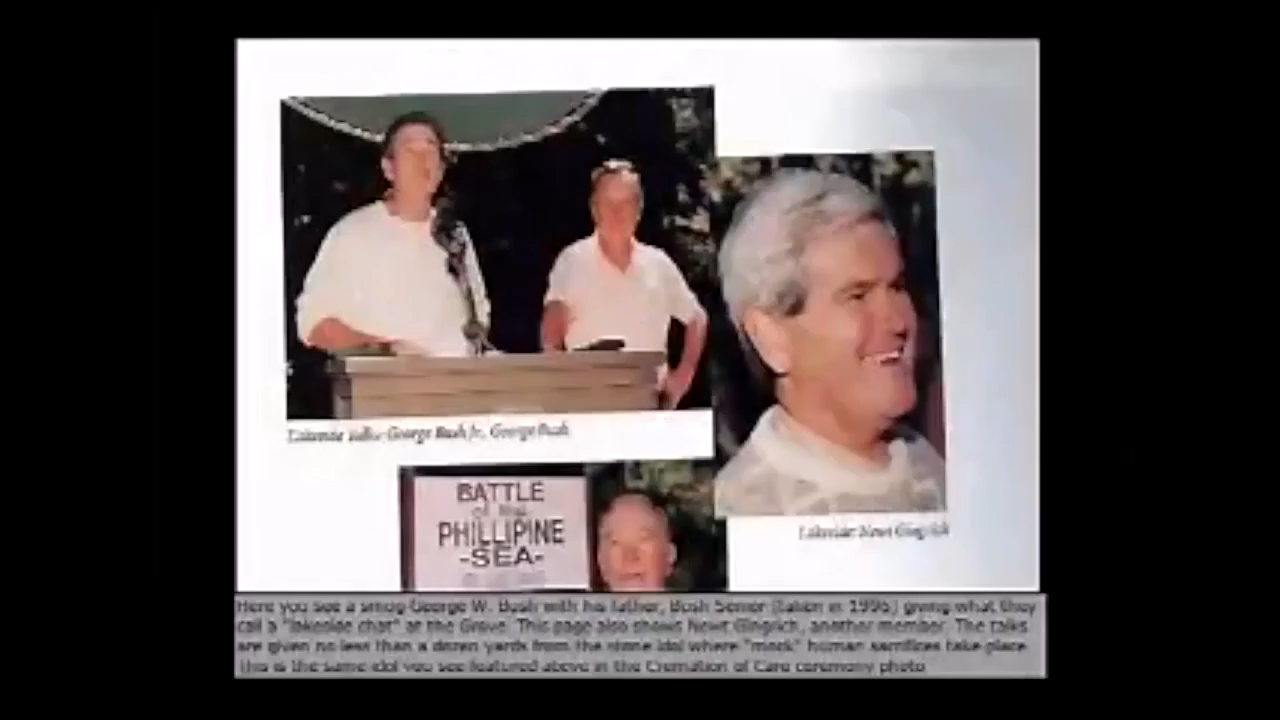 Lakeside talks: George Bush Jr., George Bush
Lakeside: Newt Gingrich
BATTLE
of the
PHILLIPINE
-SEA-
Here you see a smug George W. Bush with his father, Bush Senior (taken in 1995) giving what they
call a "lakeside chat" at the Grove. This page also shows Newt Gingrich, another member. The talks
are given no less than a dozen yards from the stone idol where "mock" human sacrifices take place.
This is the same idol you see featured above in the Cremation of Care ceremony photo